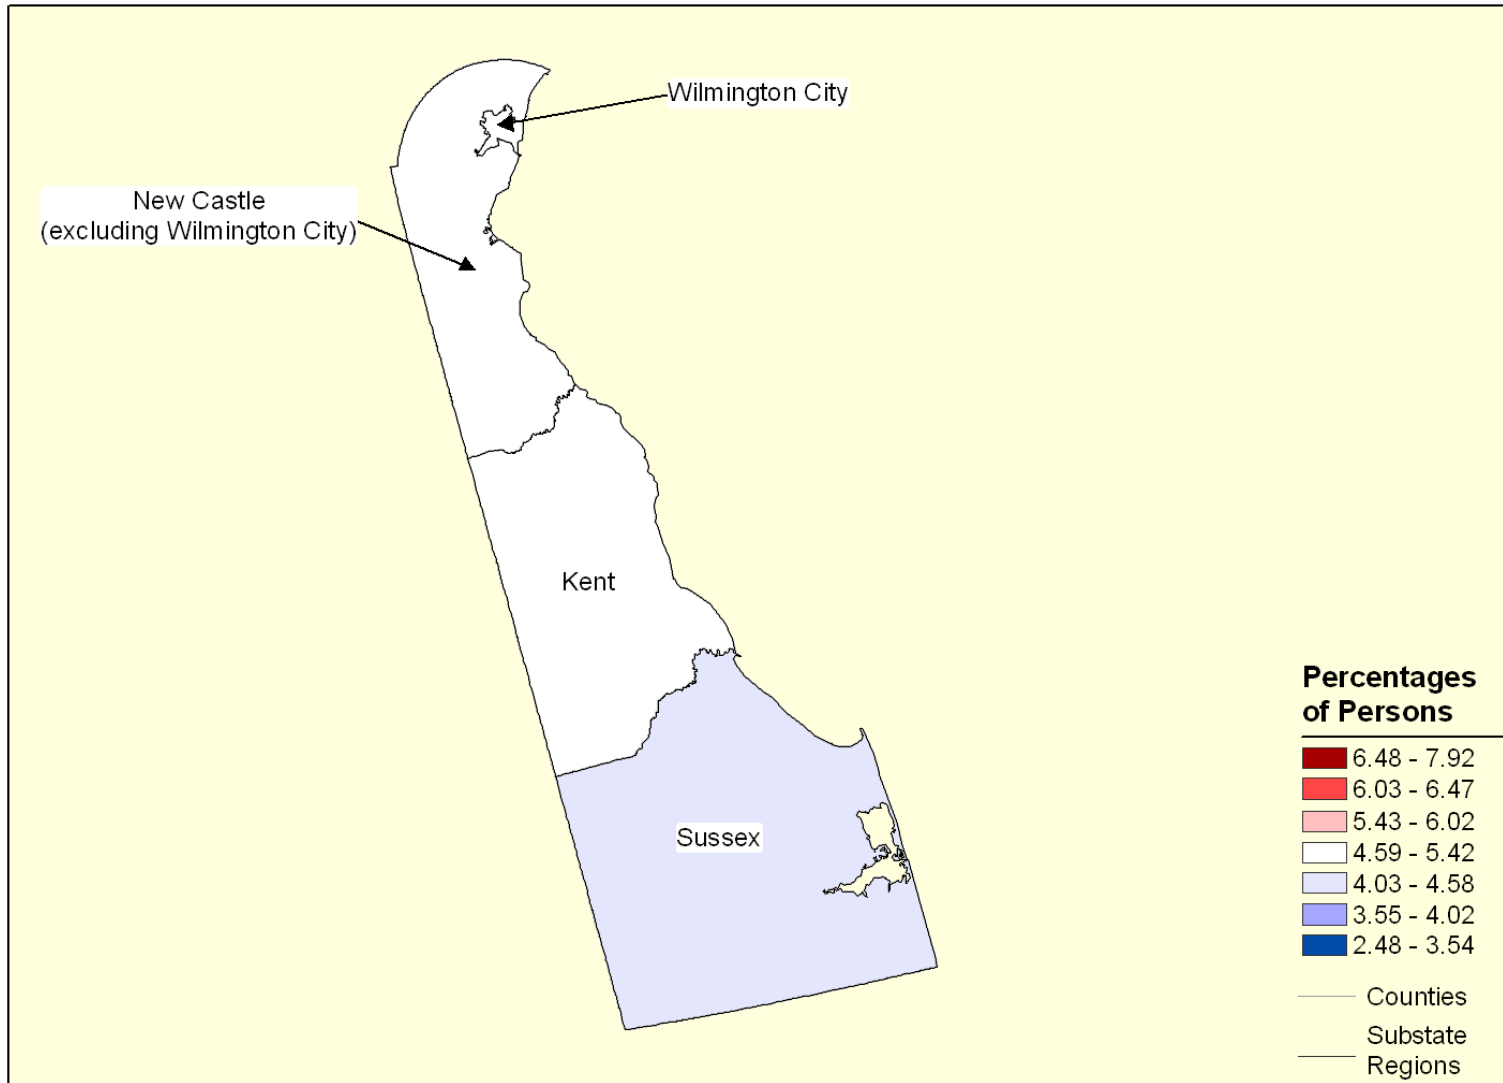 Wilmington City
New Castle
(excluding Wilmington City)
Kent
Sussex
Percentages
of Persons
6.48 - 7.92
6.03 - 6.47
5.43 - 6.02
4.59 - 5.42
4.03 - 4.58
3.55 - 4.02
2.48 - 3.54
Counties
Substate
Regions